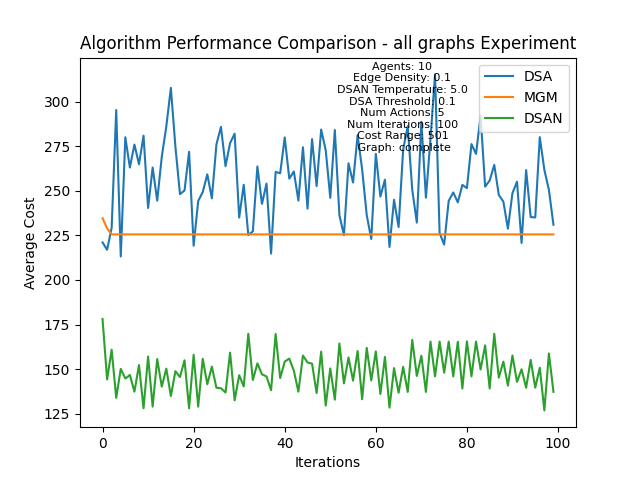 Algorithm Performance Comparison - all graphs Experiment
Agents: 10
Edge Density: 0.1
DSAN Temperature: 5.0
DSA Threshold: 0.1
Num Actions: 5
Num Iterations: 100
Cost Range: 501
Graph: complete
DSA
MGM
DSAN
Average Cost
300
275
250
225
200
175
150
125
0
20
40
60
80
100
Iterations